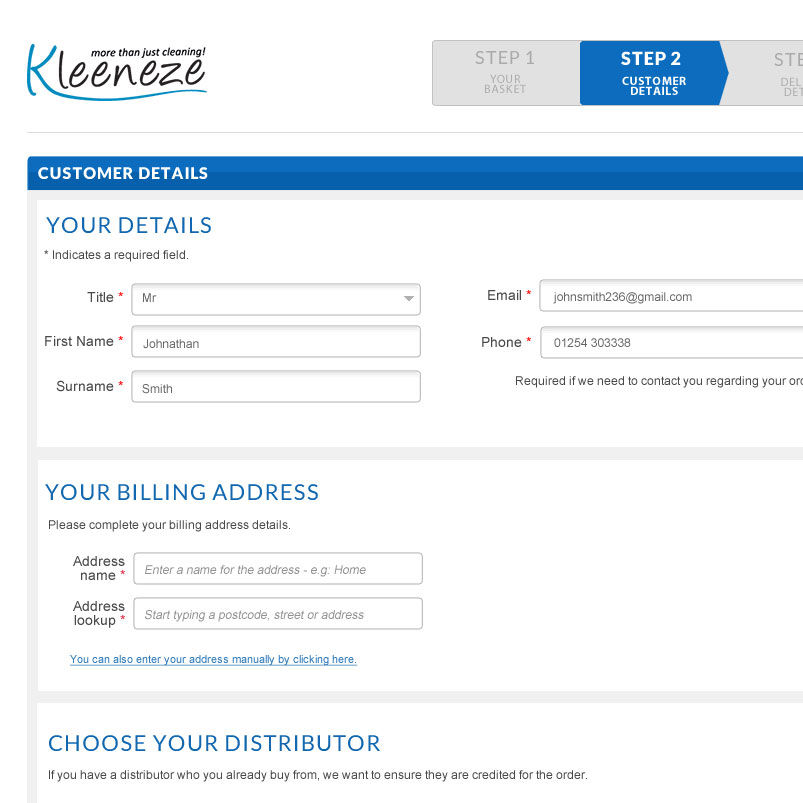 more than just cleaning!
Kleeneze
STEP 1
YOUR
BASKET
STEP 2
CUSTOMER
DETAILS
STE
DEL
DET
CUSTOMER DETAILS
YOUR DETAILS
* Indicates a required field.
Title * Mr
First Name * Johnathan
Surname * Smith
Email * johnsmith236@gmail.com
Phone * 01254 303338
Required if we need to contact you regarding your ord
YOUR BILLING ADDRESS
Please complete your billing address details.
Address
name * Enter a name for the address - e.g: Home
Address
lookup * Start typing a postcode, street or address
You can also enter your address manually by clicking here.
CHOOSE YOUR DISTRIBUTOR
If you have a distributor who you already buy from, we want to ensure they are credited for the order.